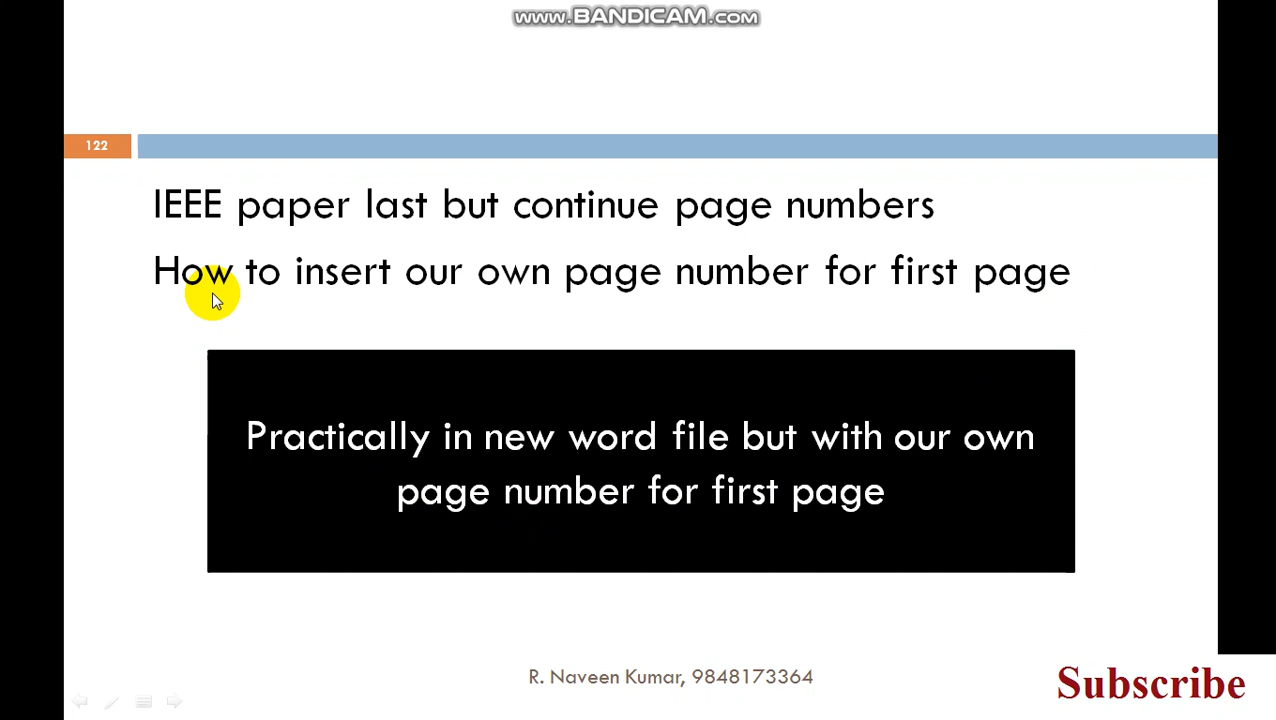 www.BANDICAM.com
122
IEEE paper last but continue page numbers
How to insert our own page number for first page
Practically in new word file but with our own
page number for first page
R. Naveen Kumar, 9848173364
Subscribe